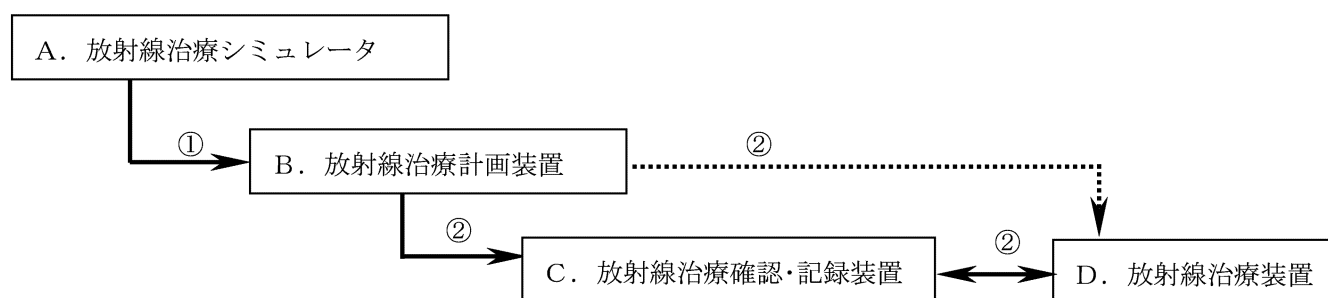 A．放射線治療シミュレータ
①
B．放射線治療計画装置
②
②
C．放射線治療確認･記録装置
②
D．放射線治療装置